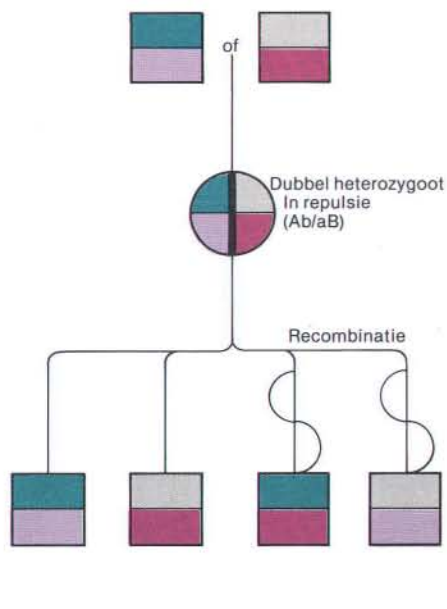 of
Dubbel heterozygoot
In repulsie
(Ab/aB)
Recombinatie